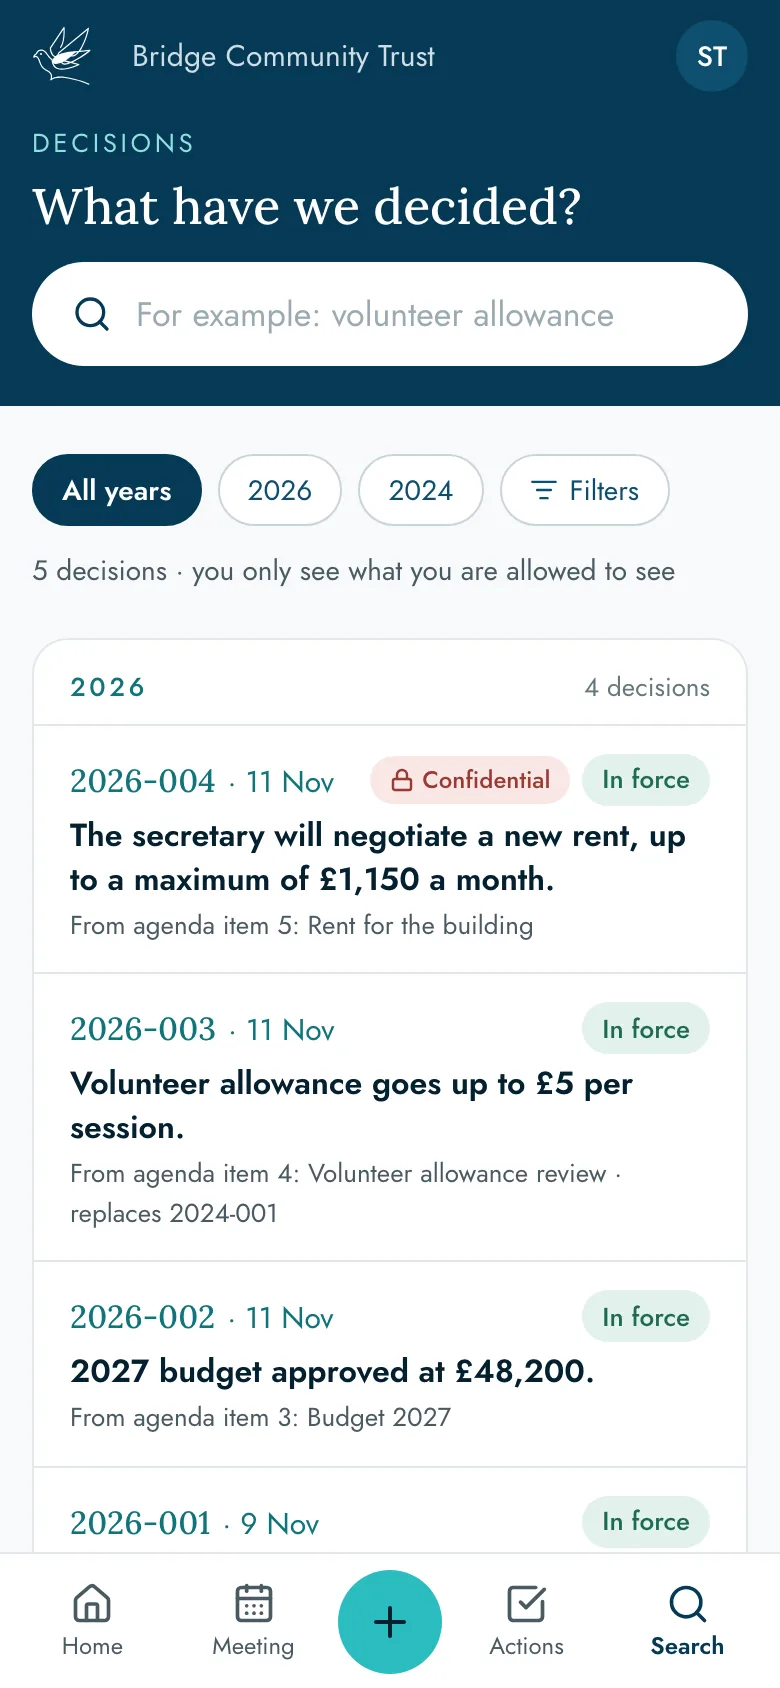 Bridge Community Trust
ST
DECISIONS
What have we decided?
For example: volunteer allowance
All years
2026
2024
Filters
5 decisions · you only see what you are allowed to see
2026
4 decisions
2026-004 · 11 Nov
Confidential
In force
The secretary will negotiate a new rent, up
to a maximum of £1,150 a month.
From agenda item 5: Rent for the building
2026-003 · 11 Nov
In force
Volunteer allowance goes up to £5 per
session.
From agenda item 4: Volunteer allowance review ·
replaces 2024-001
2026-002 · 11 Nov
In force
2027 budget approved at £48,200.
From agenda item 3: Budget 2027
2026-001 · 9 Nov
In force
Home
Meeting
Actions
Search